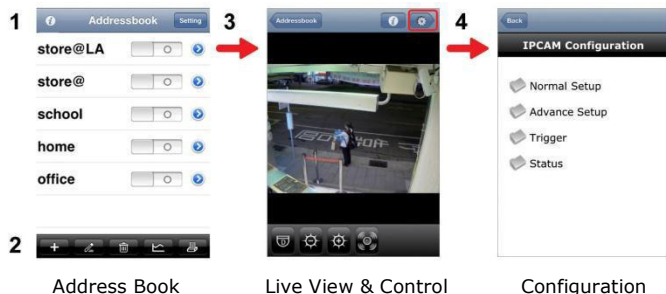 1
Addressbook
Setting
store@LA
store@
school
home
office
2
Address Book
3
Addressbook
Live View & Control
4
Back
IPCAM Configuration
Normal Setup
Advance Setup
Trigger
Status
Configuration